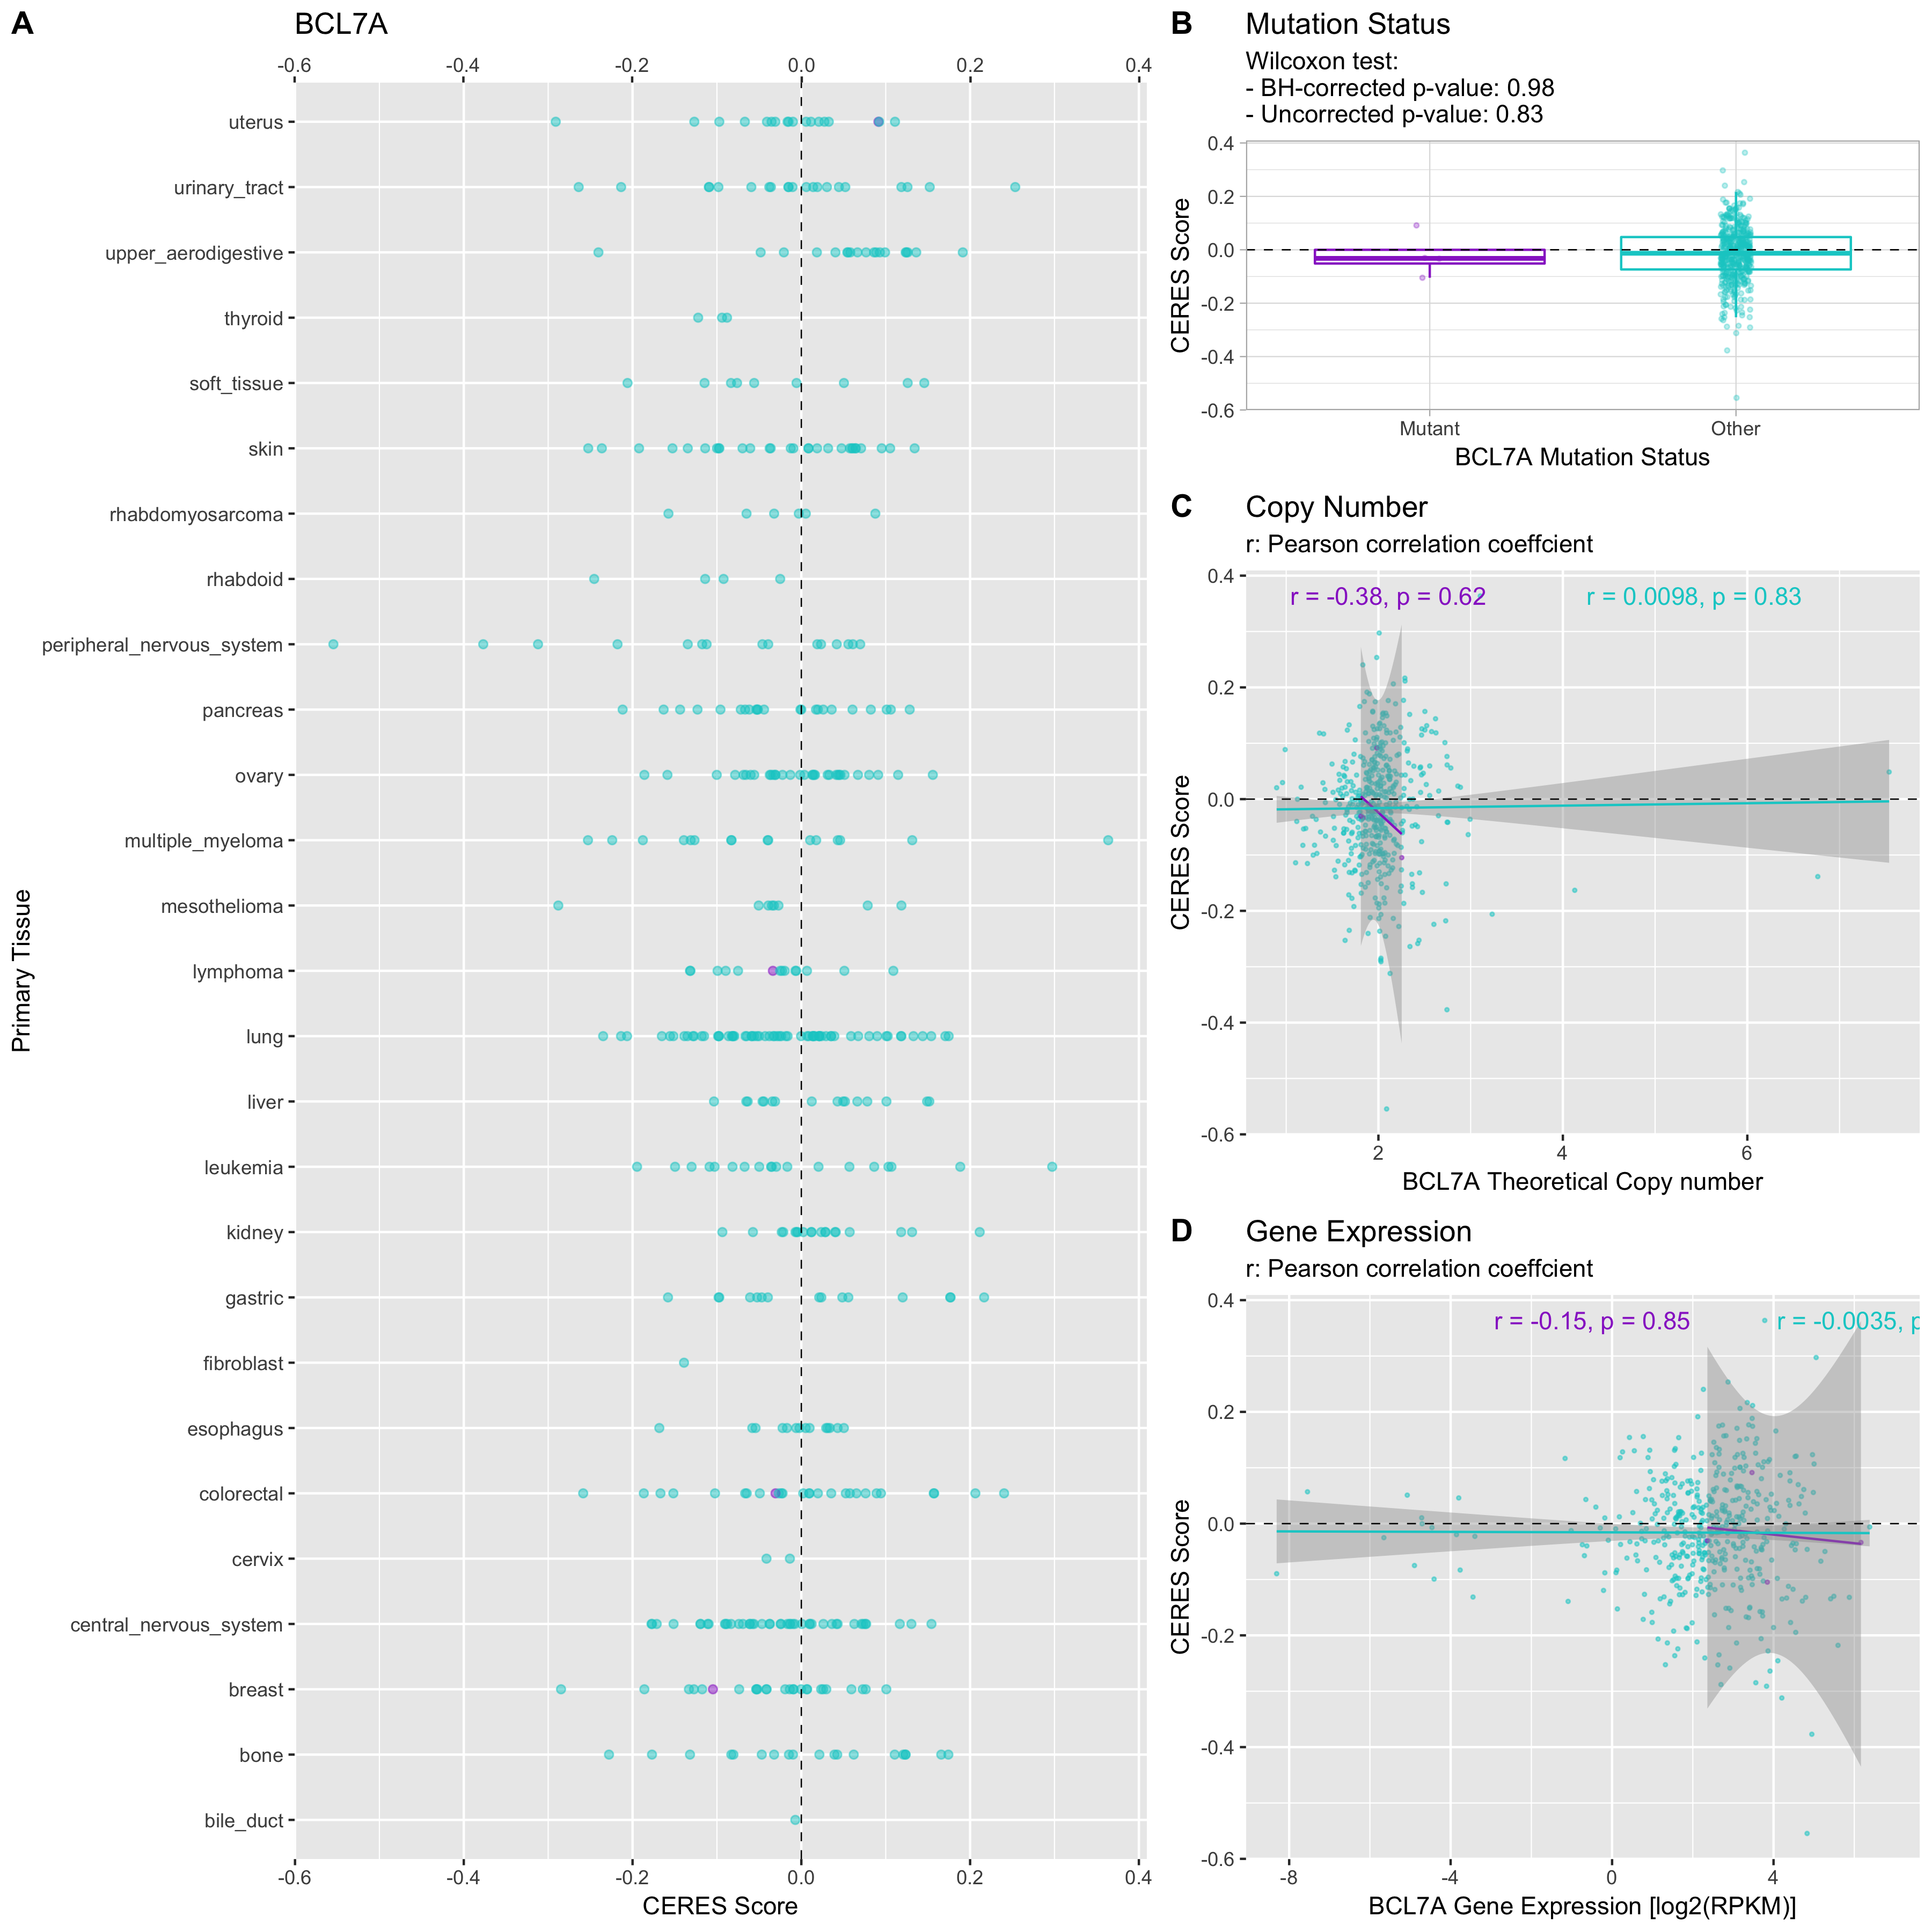 A
BCL7A
-0.6 -0.4 -0.2 0.0 0.2 0.4
Primary Tissue
uterus
urinary_tract
upper_aerodigestive
thyroid
soft_tissue
skin
rhabdomyosarcoma
rhabdoid
peripheral_nervous_system
pancreas
ovary
multiple_myeloma
mesothelioma
lymphoma
lung
liver
leukemia
kidney
gastric
fibroblast
esophagus
colorectal
cervix
central_nervous_system
breast
bone
bile_duct
-0.6 -0.4 -0.2 0.0 0.2 0.4
CERES Score
B
Mutation Status
Wilcoxon test:
- BH-corrected p-value: 0.98
- Uncorrected p-value: 0.83
CERES Score
0.4
0.2
0.0
-0.2
-0.4
-0.6
Mutant Other
BCL7A Mutation Status
C
Copy Number
r: Pearson correlation coeffcient
r = -0.38, p = 0.62 r = 0.0098, p = 0.83
CERES Score
0.4
0.2
0.0
-0.2
-0.4
-0.6
2 4 6
BCL7A Theoretical Copy number
D
Gene Expression
r: Pearson correlation coeffcient
r = -0.15, p = 0.85 r = -0.0035, p
CERES Score
0.4
0.2
0.0
-0.2
-0.4
-0.6
-8 -4 0 4
BCL7A Gene Expression [log2(RPKM)]